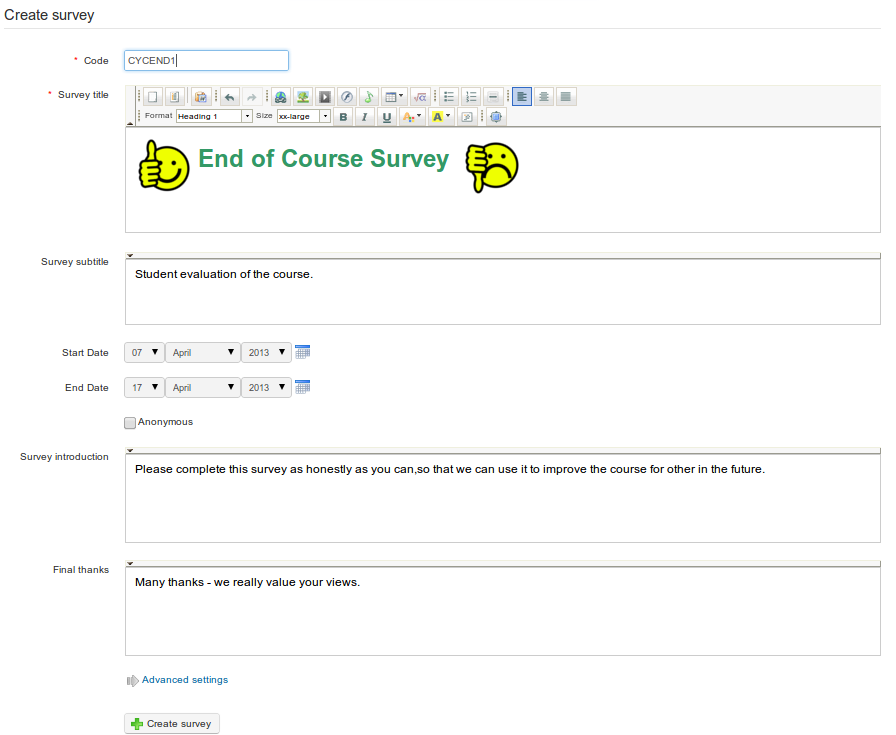 Create survey
* Code CYCEND1
* Survey title
Format Heading 1 Size xx-large B I U A A
End of Course Survey
Survey subtitle
Student evaluation of the course.
Start Date 07 April 2013
End Date 17 April 2013
Anonymous
Survey introduction
Please complete this survey as honestly as you can,so that we can use it to improve the course for other in the future.
Final thanks
Many thanks - we really value your views.
Advanced settings
Create survey